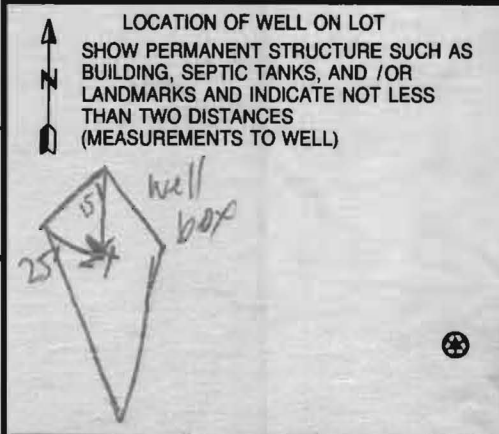 LOCATION OF WELL ON LOT
SHOW PERMANENT STRUCTURE SUCH AS
BUILDING, SEPTIC TANKS, AND /OR
LANDMARKS AND INDICATE NOT LESS
THAN TWO DISTANCES
(MEASUREMENTS TO WELL)
N
well
box
15
25